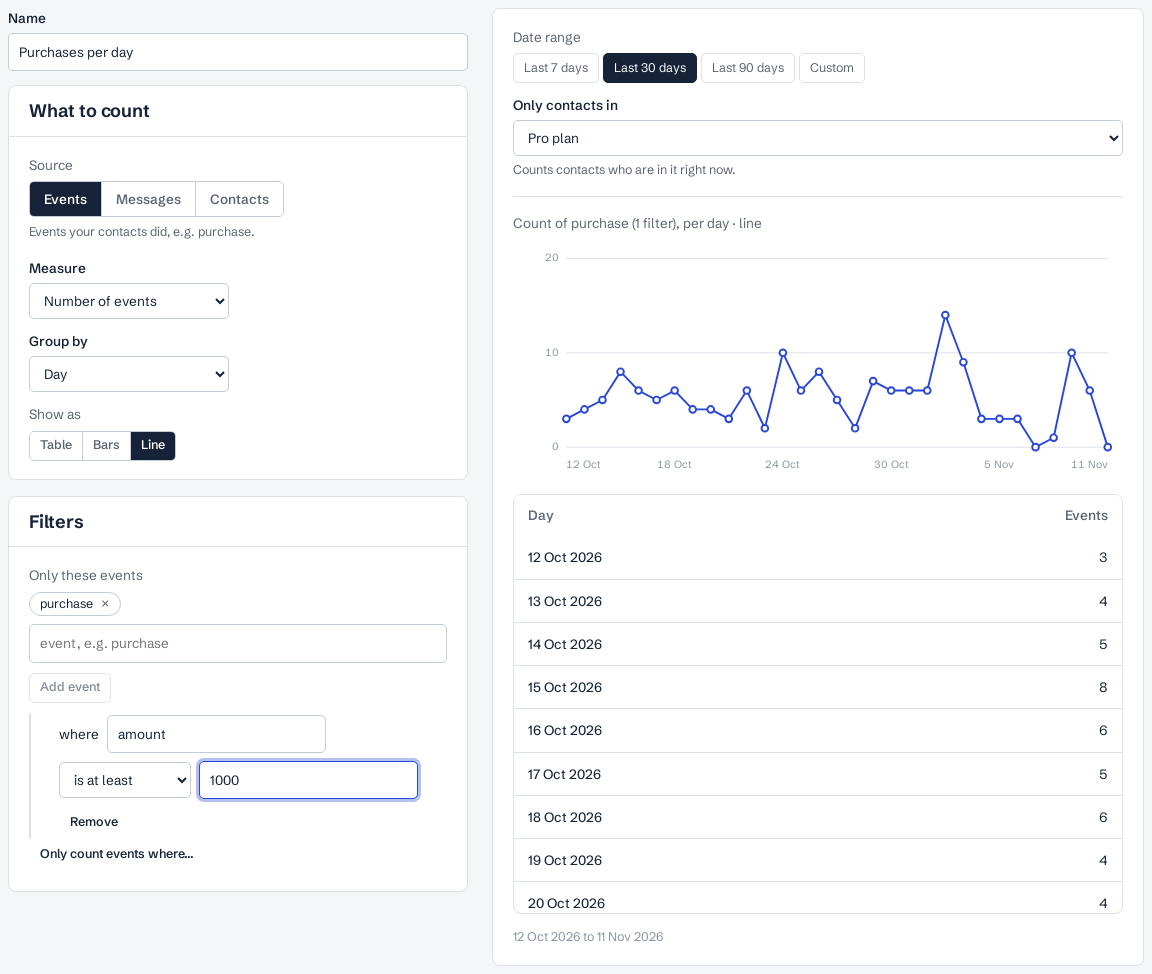 Name
Purchases per day
What to count
Source
Events Messages Contacts
Events your contacts did, e.g. purchase.
Measure
Number of events
Group by
Day
Show as
Table Bars Line
Filters
Only these events
purchase ×
event, e.g. purchase
Add event
where amount
is at least 1000
Remove
Only count events where...
Date range
Last 7 days Last 30 days Last 90 days Custom
Only contacts in
Pro plan
Counts contacts who are in it right now.
Count of purchase (1 filter), per day · line
20
10
0
12 Oct 18 Oct 24 Oct 30 Oct 5 Nov 11 Nov
Day Events
12 Oct 2026 3
13 Oct 2026 4
14 Oct 2026 5
15 Oct 2026 8
16 Oct 2026 6
17 Oct 2026 5
18 Oct 2026 6
19 Oct 2026 4
20 Oct 2026 4
12 Oct 2026 to 11 Nov 2026